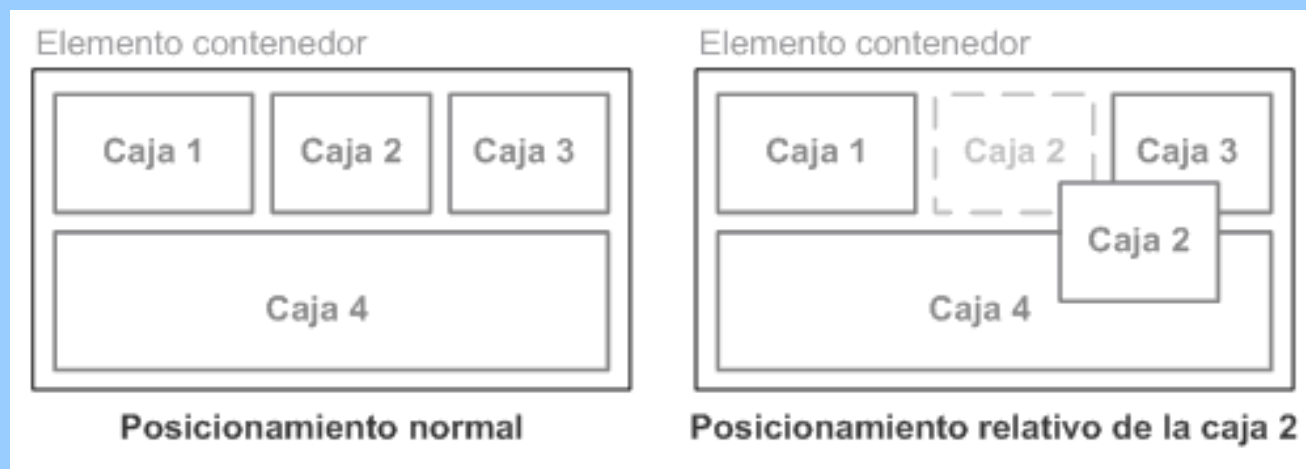 Elemento contenedor
Caja 1
Caja 2
Caja 3
Caja 4
Posicionamiento normal
Elemento contenedor
Caja 1
Caja 2
Caja 3
Caja 2
Caja 4
Posicionamiento relativo de la caja 2